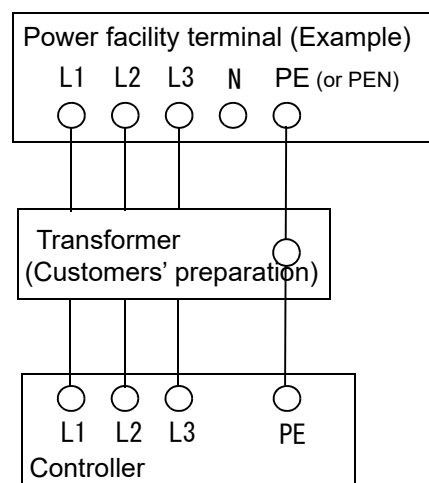 Power facility terminal (Example)
L1 L2 L3 N PE (or PEN)
Transformer
(Customers' preparation)
L1 L2 L3 PE
Controller